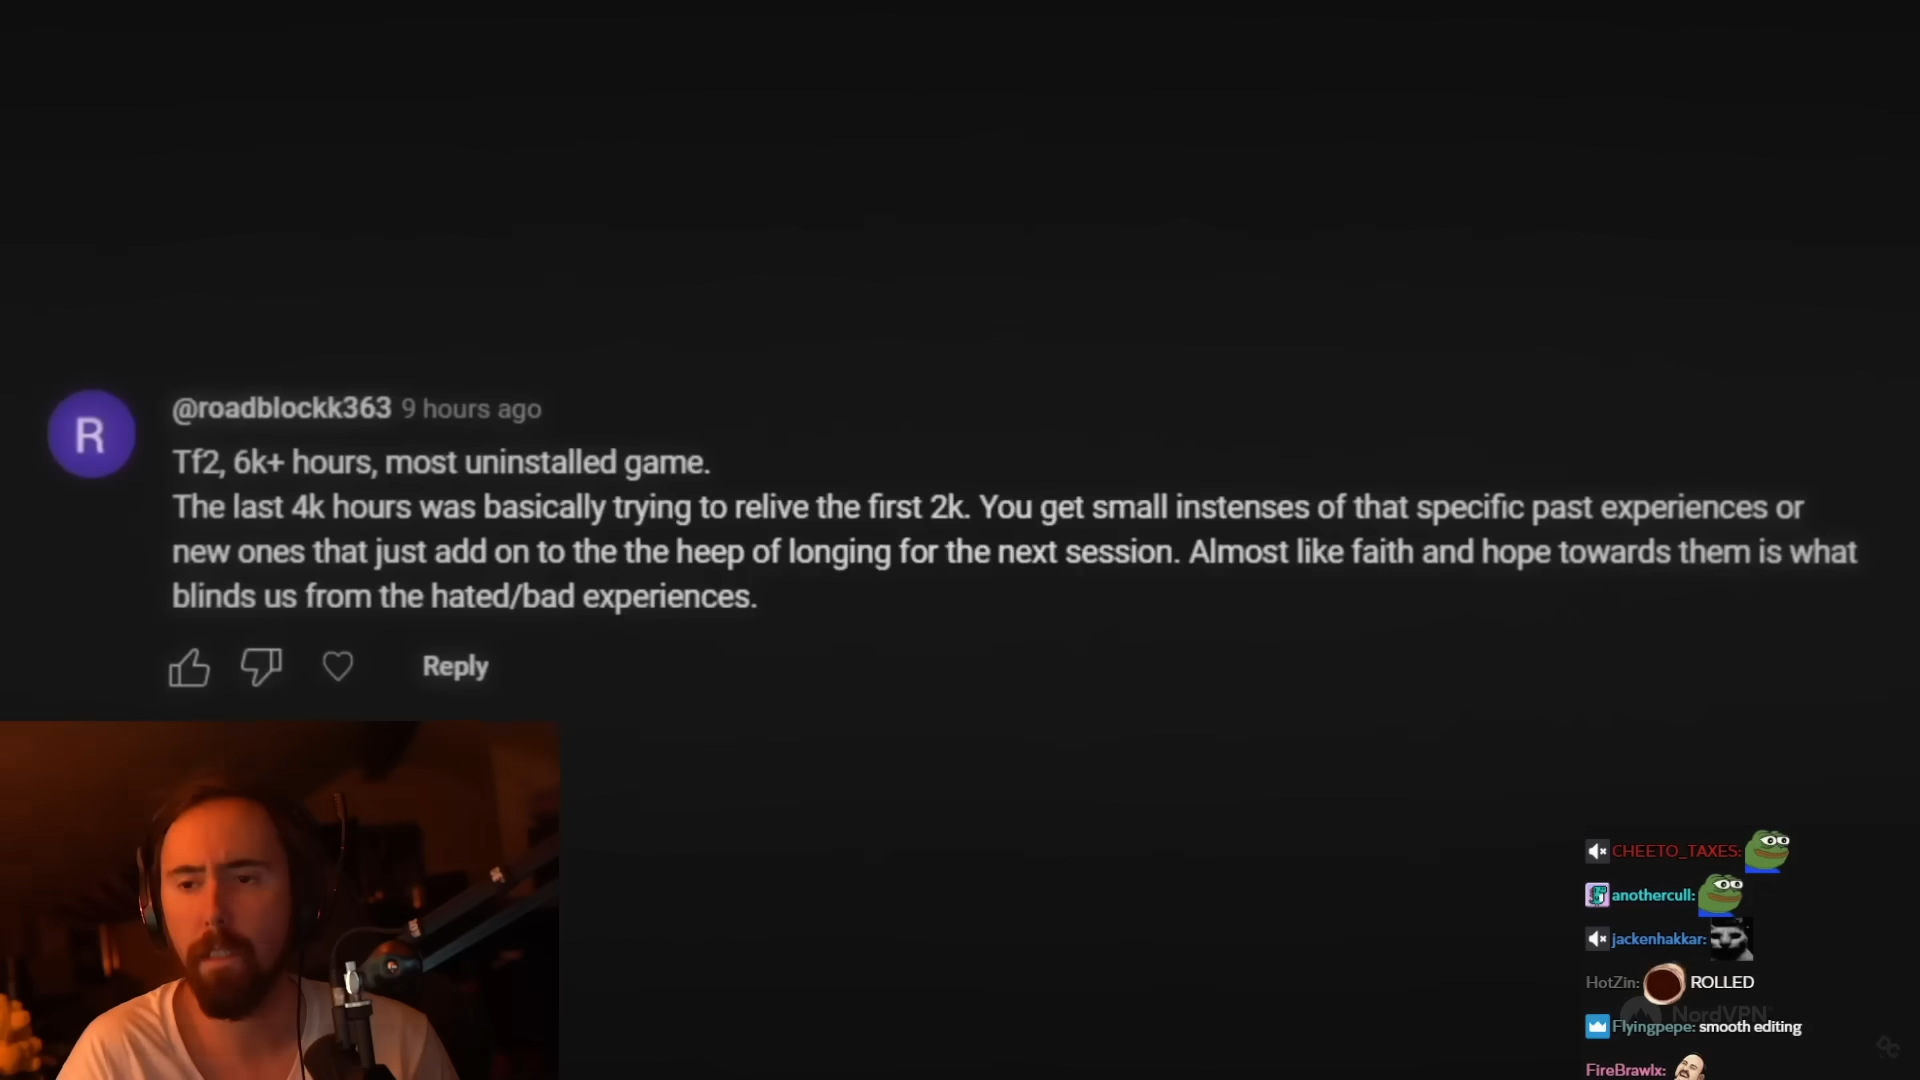 R
@roadblockk363 9 hours ago
Tf2, 6k+ hours, most uninstalled game.
The last 4k hours was basically trying to relive the first 2k. You get small instenses of that specific past experiences or
new ones that just add on to the the heep of longing for the next session. Almost like faith and hope towards them is what
blinds us from the hated/bad experiences.
Reply
CHEETO_TAXES:
anothercull:
jackenhakkar:
HotZin: ROLLED
NordVPN
Flyingpepe: smooth editing
FireBrawlx: